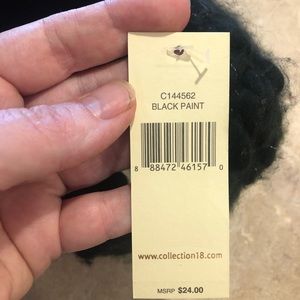 C144562
BLACK PAINT
8 88472 46157 0
www.collection18.com
MSRP $24.00